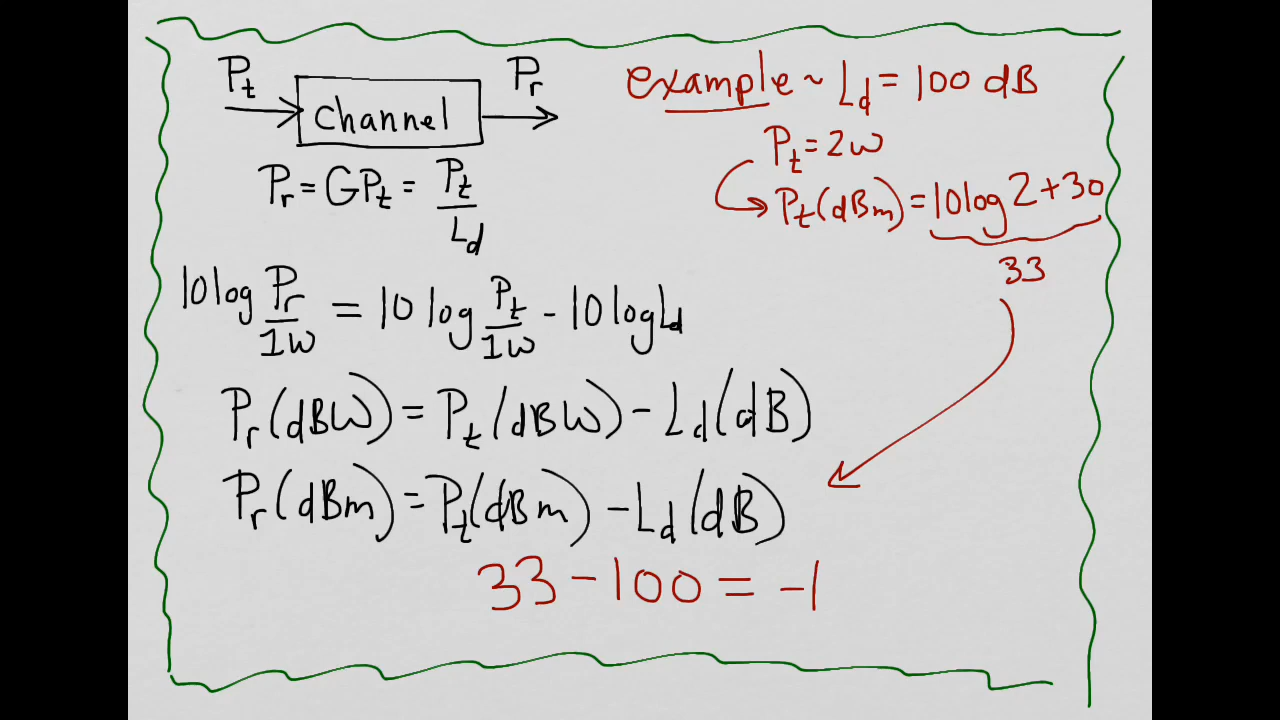 Pt Pr
Channel
Pr = GPt = Pt/Ld
example ~ Ld = 100 dB
Pt = 2W
Pt(dBm) = 10log2+30
33
10log Pr/1W = 10log Pt/1W - 10logLd
Pr(dBW) = Pt(dBW) - Ld(dB)
Pr(dBm) = Pt(dBm) - Ld(dB)
33 - 100 = -1